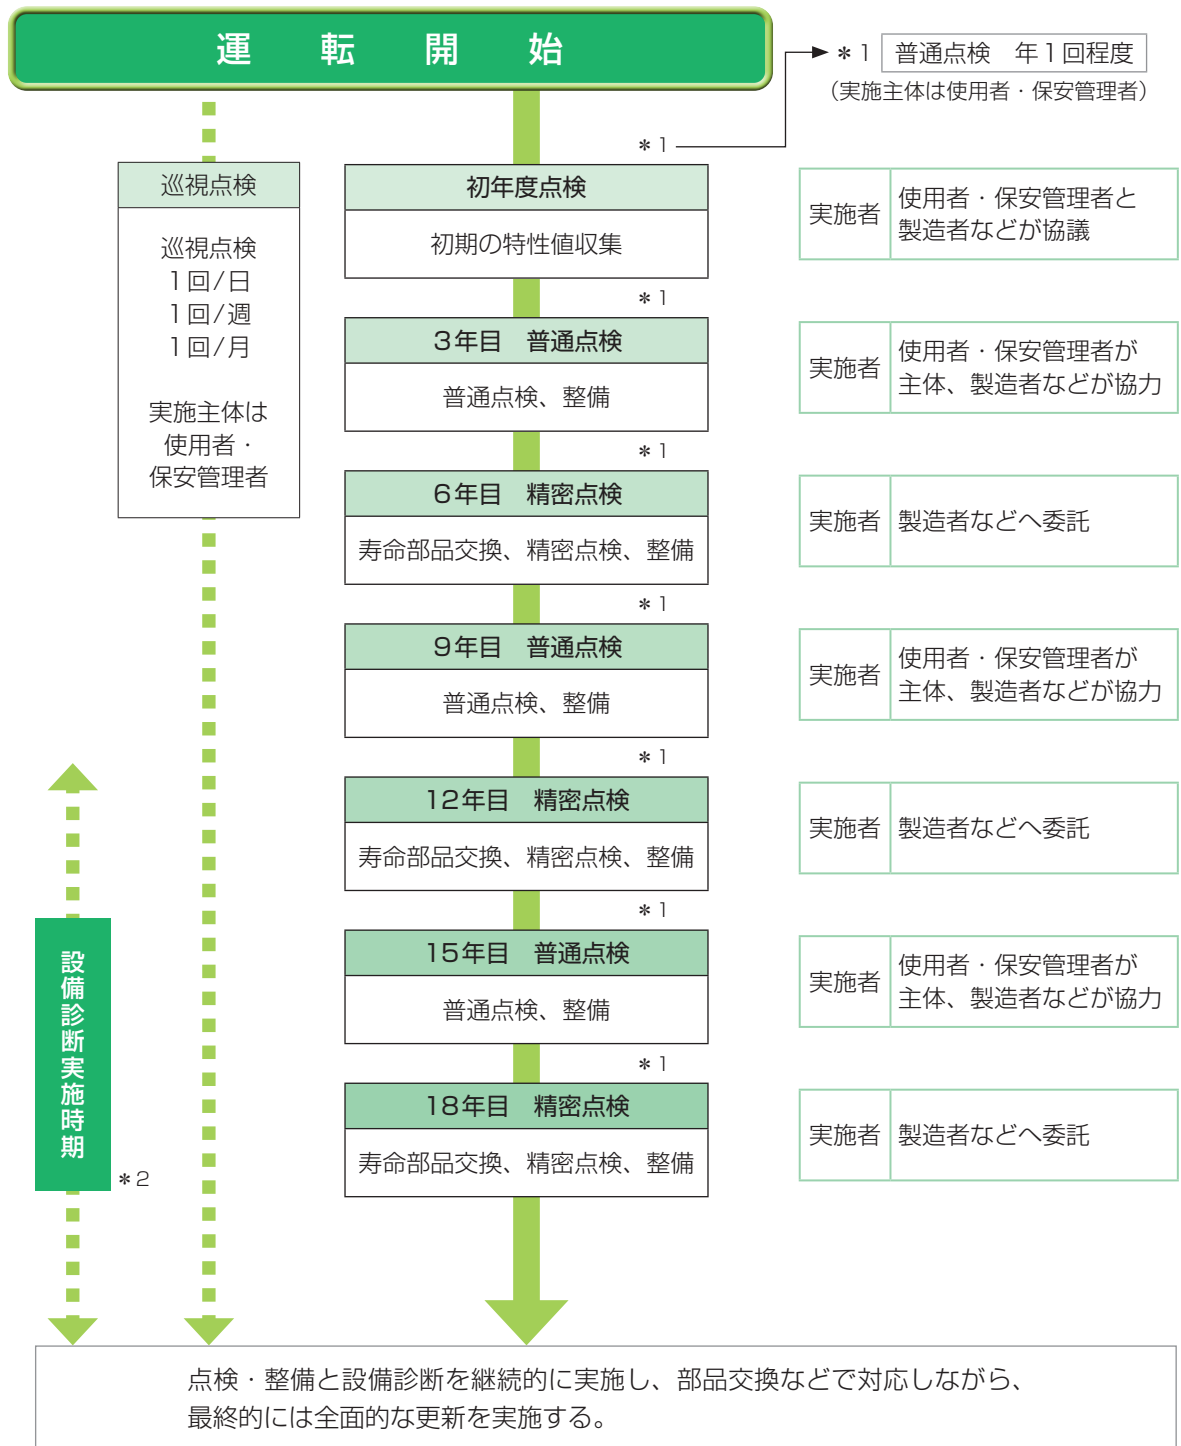 運転開始
＊1 普通点検　年1回程度
（実施主体は使用者・保安管理者）
＊1
巡視点検
巡視点検
1回/日
1回/週
1回/月
実施主体は
使用者・
保安管理者
初年度点検
初期の特性値収集
実施者
使用者・保安管理者と
製造者などが協議
＊1
3年目　普通点検
普通点検、整備
実施者
使用者・保安管理者が
主体、製造者などが協力
＊1
6年目　精密点検
寿命部品交換、精密点検、整備
実施者
製造者などへ委託
＊1
9年目　普通点検
普通点検、整備
実施者
使用者・保安管理者が
主体、製造者などが協力
＊1
12年目　精密点検
寿命部品交換、精密点検、整備
実施者
製造者などへ委託
＊1
15年目　普通点検
普通点検、整備
実施者
使用者・保安管理者が
主体、製造者などが協力
＊1
18年目　精密点検
寿命部品交換、精密点検、整備
実施者
製造者などへ委託
設備診断実施時期
＊2
点検・整備と設備診断を継続的に実施し、部品交換などで対応しながら、
最終的には全面的な更新を実施する。